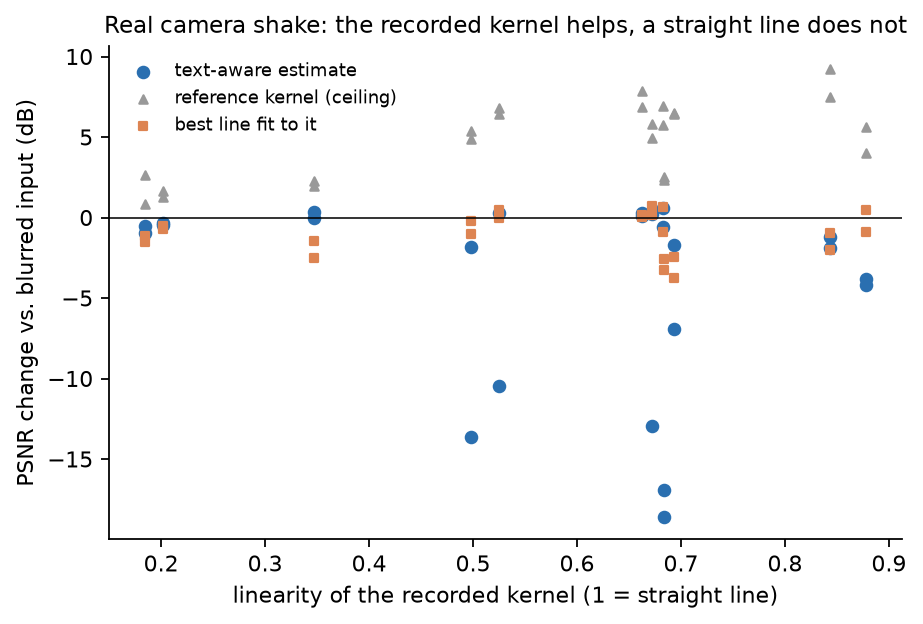 Real camera shake: the recorded kernel helps, a straight line does not
text-aware estimate
reference kernel (ceiling)
best line fit to it
PSNR change vs. blurred input (dB)
10
5
0
−5
−10
−15
0.2 0.3 0.4 0.5 0.6 0.7 0.8 0.9
linearity of the recorded kernel (1 = straight line)